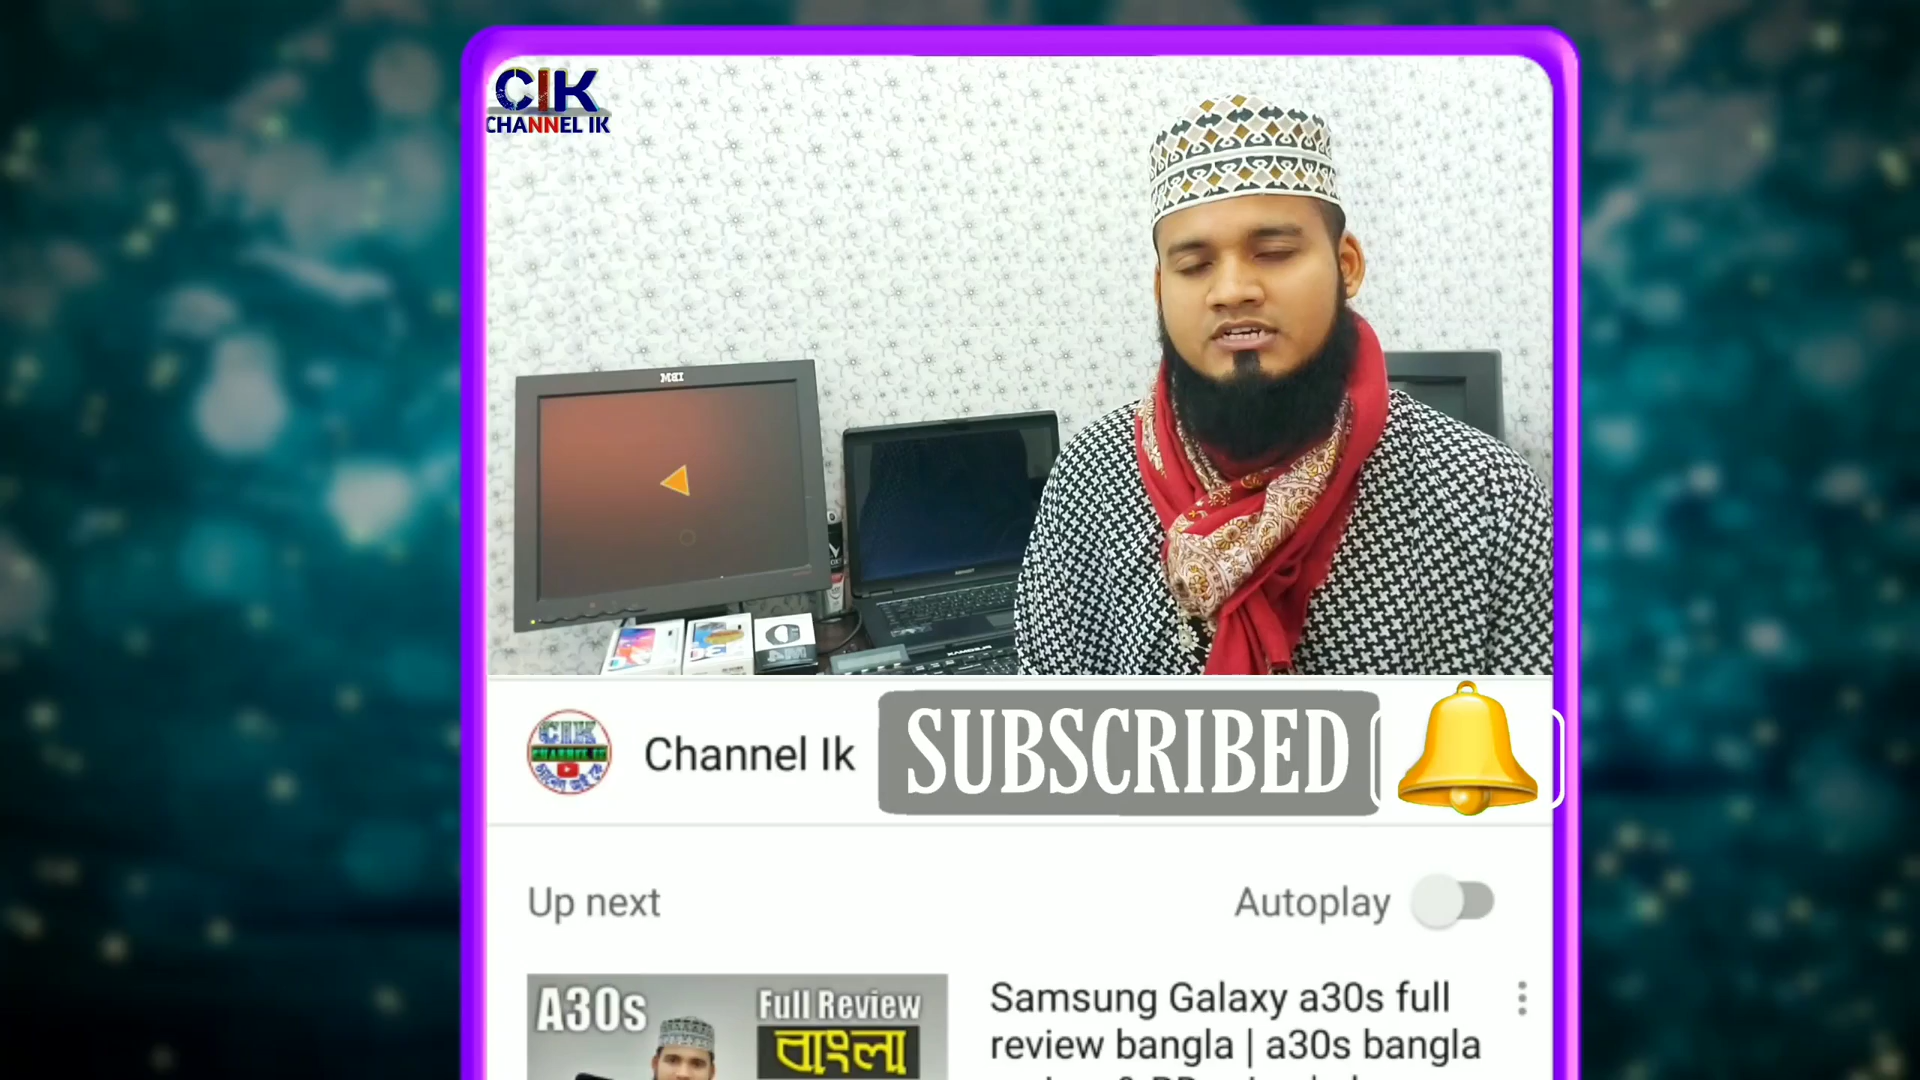 CIK
CHANNEL IK
IBM
Channel Ik
SUBSCRIBED
Up next
Autoplay
A30s
Full Review
বাংলা
Samsung Galaxy a30s full
review bangla | a30s bangla